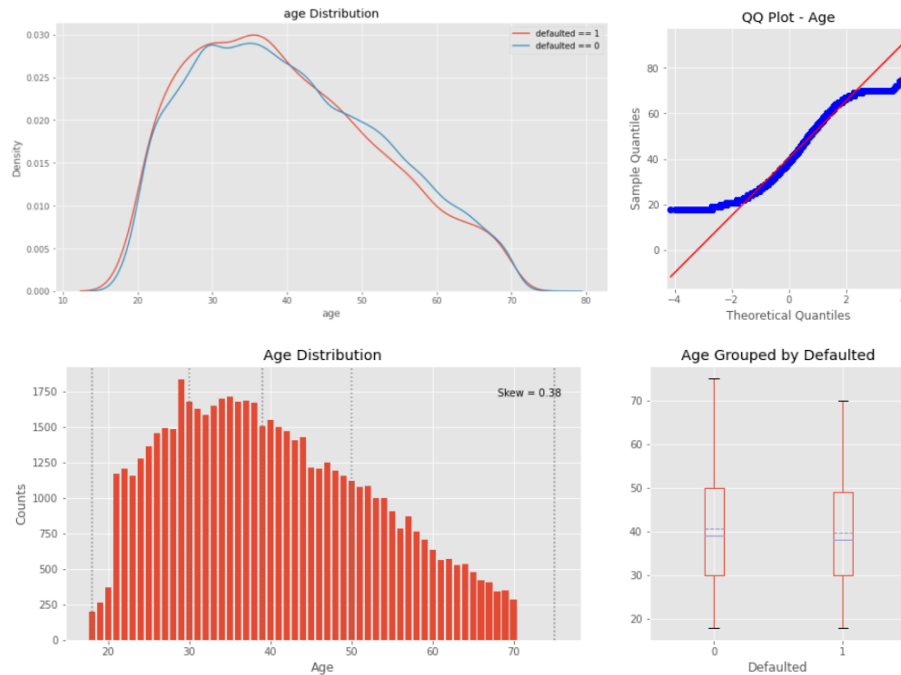 age Distribution
defaulted == 1
defaulted == 0
0.030
0.025
0.020
0.015
0.010
0.005
0.000
Density
10 20 30 40 50 60 70 80
age
QQ Plot - Age
80
60
40
20
0
Sample Quantiles
−4 −2 0 2 4
Theoretical Quantiles
Age Distribution
Skew = 0.38
1750
1500
1250
1000
750
500
250
0
Counts
20 30 40 50 60 70
Age
Age Grouped by Defaulted
70
60
50
40
30
20
0 1
Defaulted